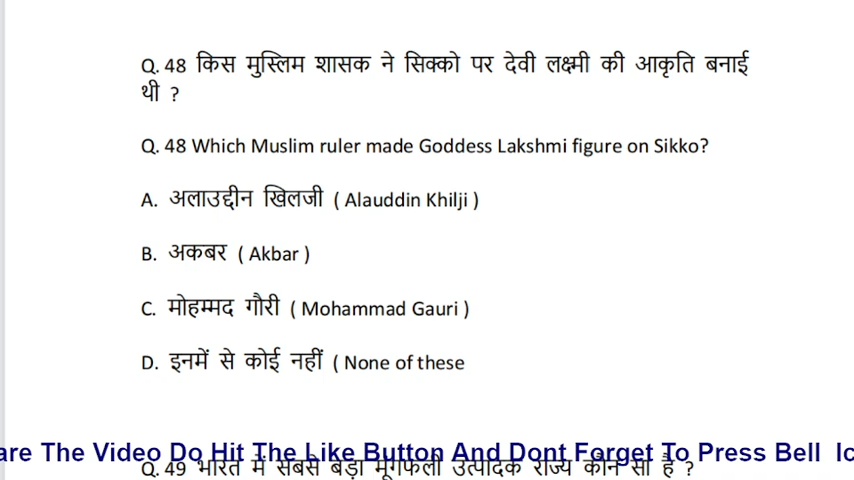 Q. 48 किस मुस्लिम शासक ने सिक्को पर देवी लक्ष्मी की आकृति बनाई
थी ?
Q. 48 Which Muslim ruler made Goddess Lakshmi figure on Sikko?
A. अलाउद्दीन खिलजी ( Alauddin Khilji )
B. अकबर ( Akbar )
C. मोहम्मद गौरी ( Mohammad Gauri )
D. इनमें से कोई नहीं ( None of these
are The Video Do Hit The Like Button And Dont Forget To Press Bell Ic
Q. 49 भारत में सबसे बड़ा मूंगफली उत्पादक राज्य कौन सा है ?